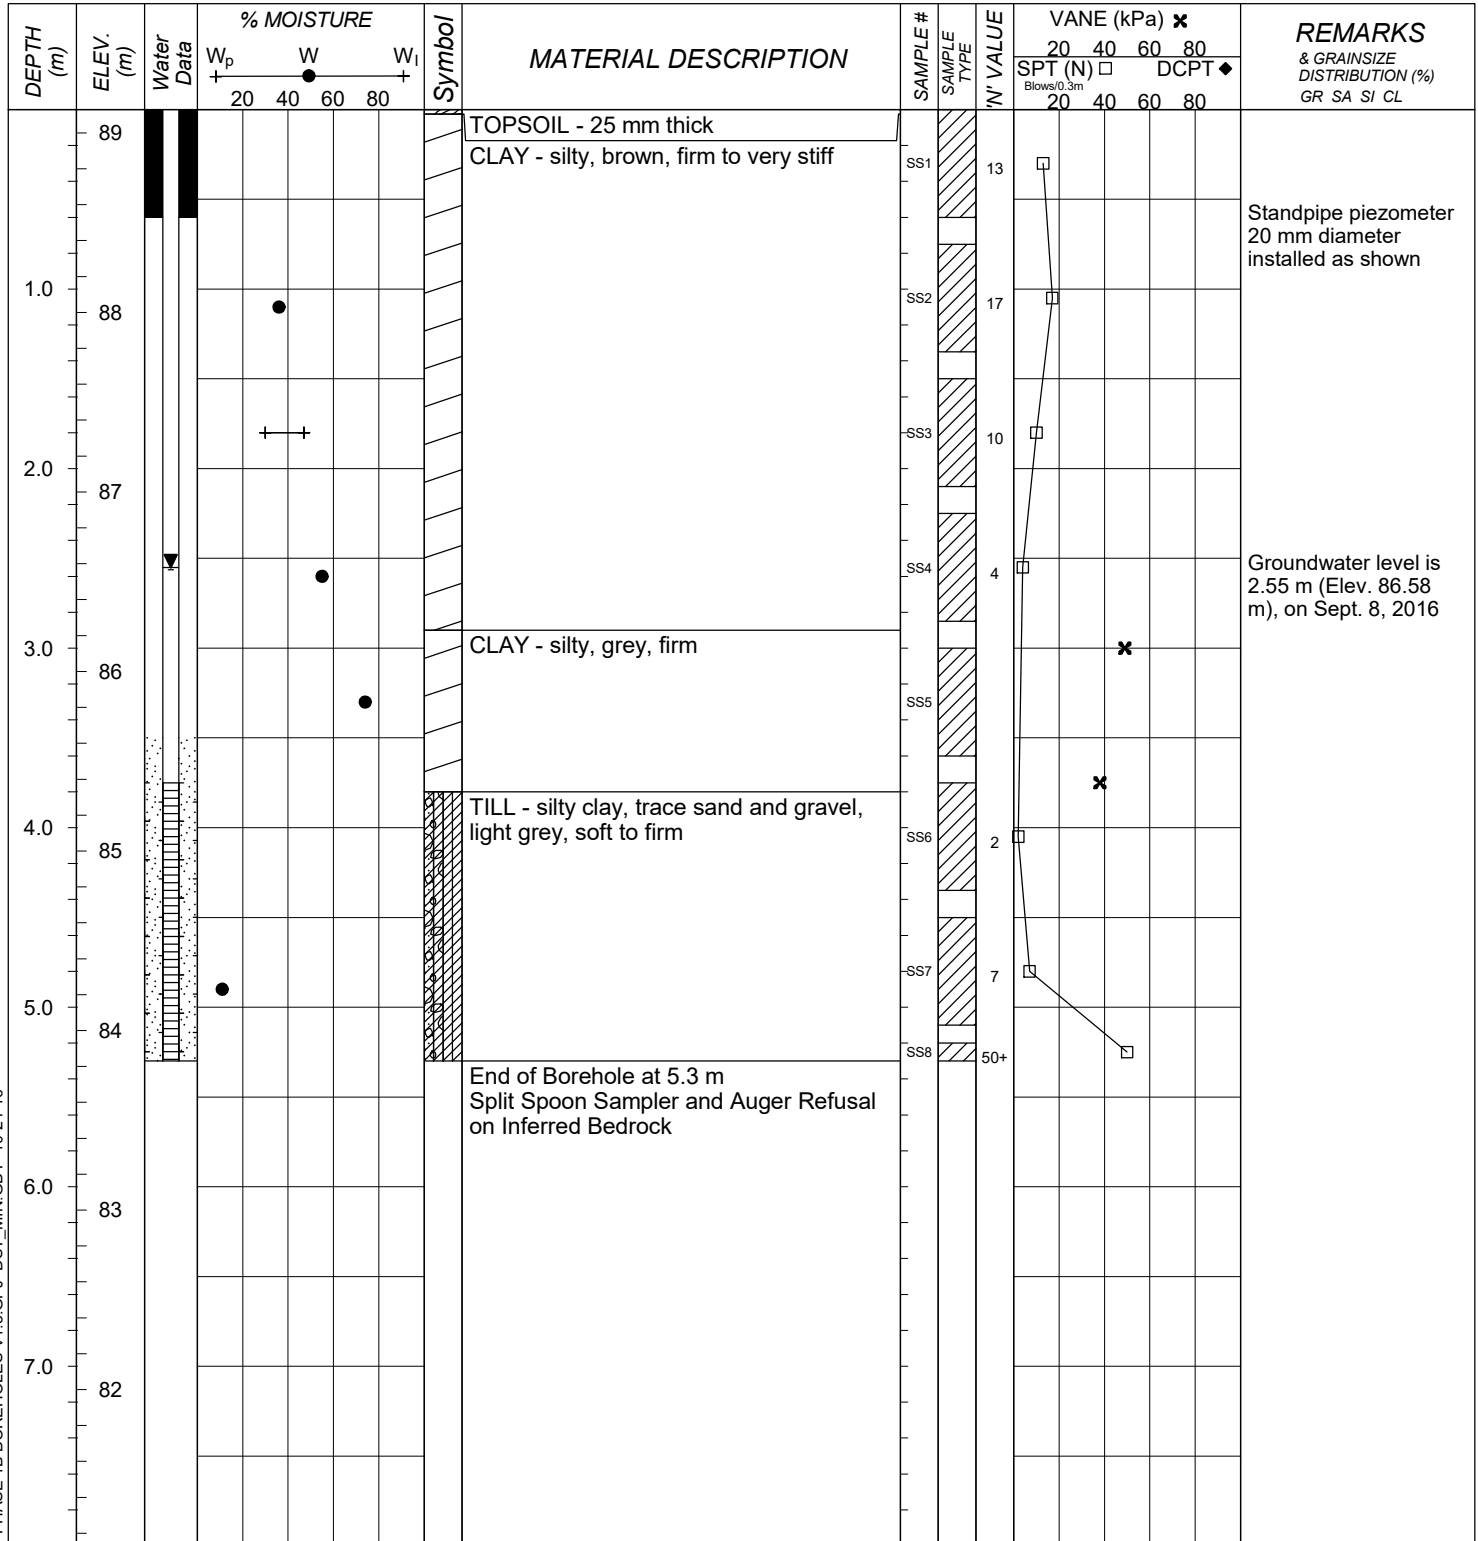 DEPTH (m)
ELEV. (m)
Water Data
% MOISTURE
Wp W Wl
20 40 60 80
Symbol
MATERIAL DESCRIPTION
SAMPLE #
SAMPLE TYPE
'N' VALUE
VANE (kPa)
20 40 60 80
SPT (N) DCPT
Blows/0.3m
20 40 60 80
REMARKS
& GRAINSIZE
DISTRIBUTION (%)
GR SA SI CL
89
TOPSOIL - 25 mm thick
CLAY - silty, brown, firm to very stiff
SS1
13
Standpipe piezometer
20 mm diameter
installed as shown
1.0
88
SS2
17
SS3
10
2.0
87
SS4
4
Groundwater level is
2.55 m (Elev. 86.58
m), on Sept. 8, 2016
3.0
CLAY - silty, grey, firm
86
SS5
TILL - silty clay, trace sand and gravel,
light grey, soft to firm
4.0
85
SS6
2
SS7
7
5.0
84
SS8
50+
End of Borehole at 5.3 m
Split Spoon Sampler and Auger Refusal
on Inferred Bedrock
6.0
83
7.0
82